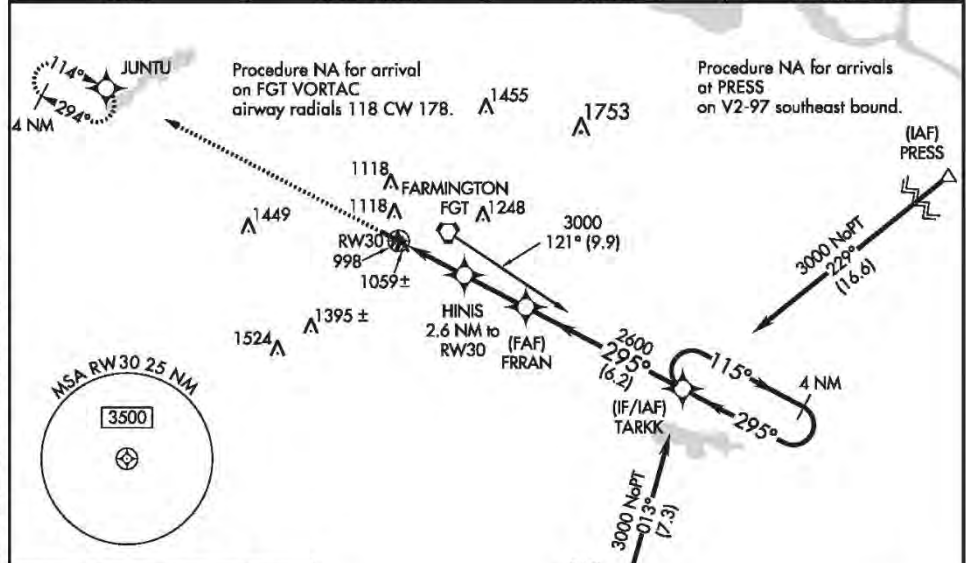 114°
JUNTU
294°
4 NM
Procedure NA for arrival
on FGT VORTAC
airway radials 118 CW 178.
Procedure NA for arrivals
at PRESS
on V2-97 southeast bound.
1455
1753
(IAF)
PRESS
1118
FARMINGTON
FGT
1118
1248
1449
RW30
998
1059±
3000
121° (9.9)
3000 NoPT
229°
(16.6)
HINIS
2.6 NM to
RW30
(FAF)
FRRAN
2600
295°
(6.2)
1395 ±
1524
115°
4 NM
295°
(IF/IAF)
TARKK
MSA RW30 25 NM
3500
3000 NoPT
013°
(7.3)